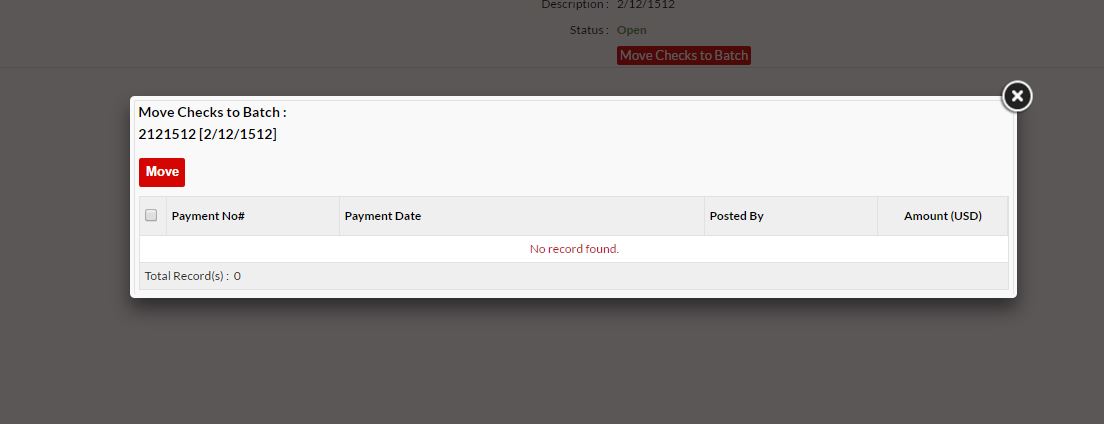 Description : 2/12/1512
Status : Open
Move Checks to Batch
Move Checks to Batch :
2121512 [2/12/1512]
Move
Payment No# Payment Date Posted By Amount (USD)
No record found.
Total Record(s) : 0